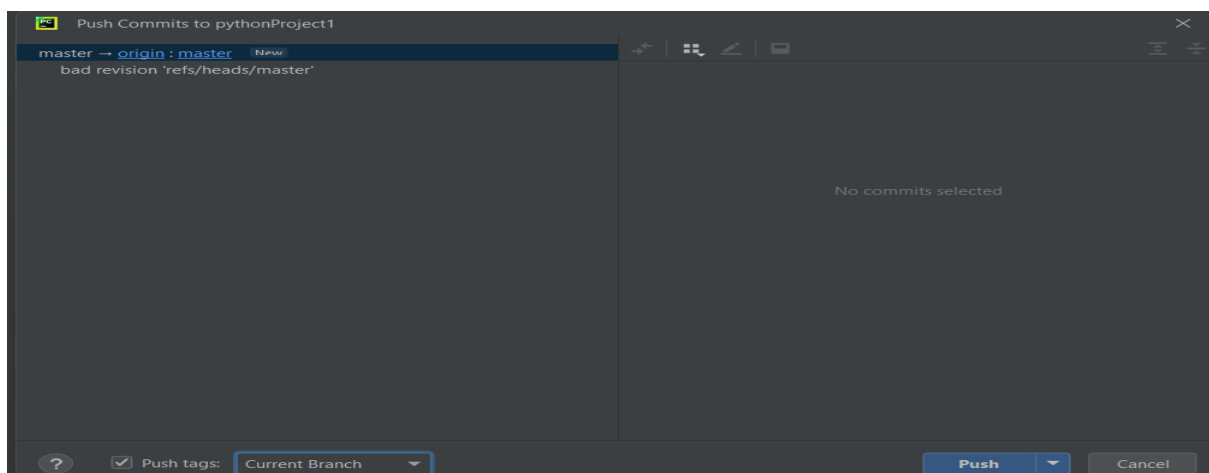 PC Push Commits to pythonProject1
master → origin : master New
bad revision 'refs/heads/master'
No commits selected
? Push tags: Current Branch Push Cancel